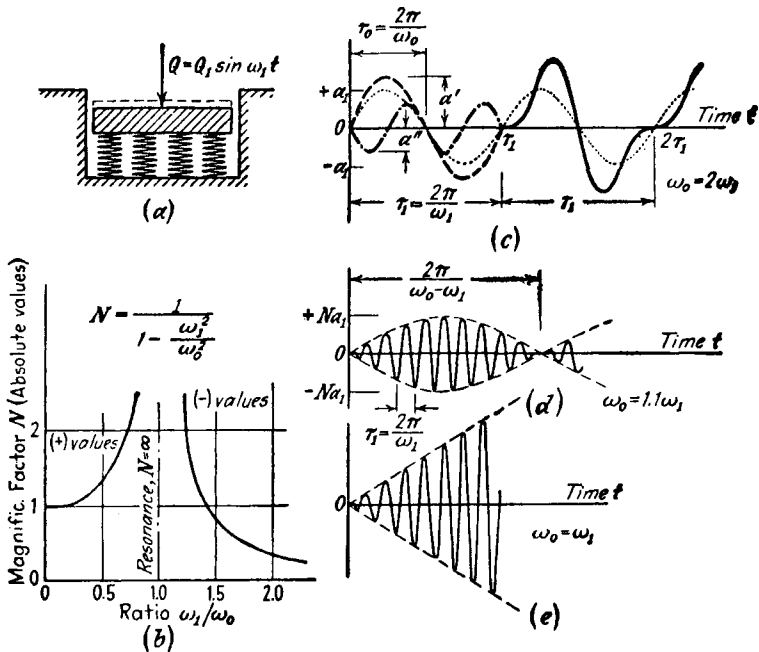 Q=Q₁ sin ω₁t
(a)
τ₀ = 2π/ω₀
+a₁
0
-a₁
a'
a"
τ₁
2τ₁
Time t
τ₁ = 2π/ω₁
τ₁
ω₀=2ω₁
(c)
Magnific. Factor N (Absolute values)
N = 1/(1 - ω₁²/ω₀²)
(+) values
Resonance, N=∞
(-) values
2
1
0
0 0.5 1.0 1.5 2.0
Ratio ω₁/ω₀
(b)
2π/(ω₀-ω₁)
+Na₁
0
-Na₁
Time t
τ₁ = 2π/ω₁
(d)
ω₀=1.1ω₁
0
Time t
ω₀=ω₁
(e)